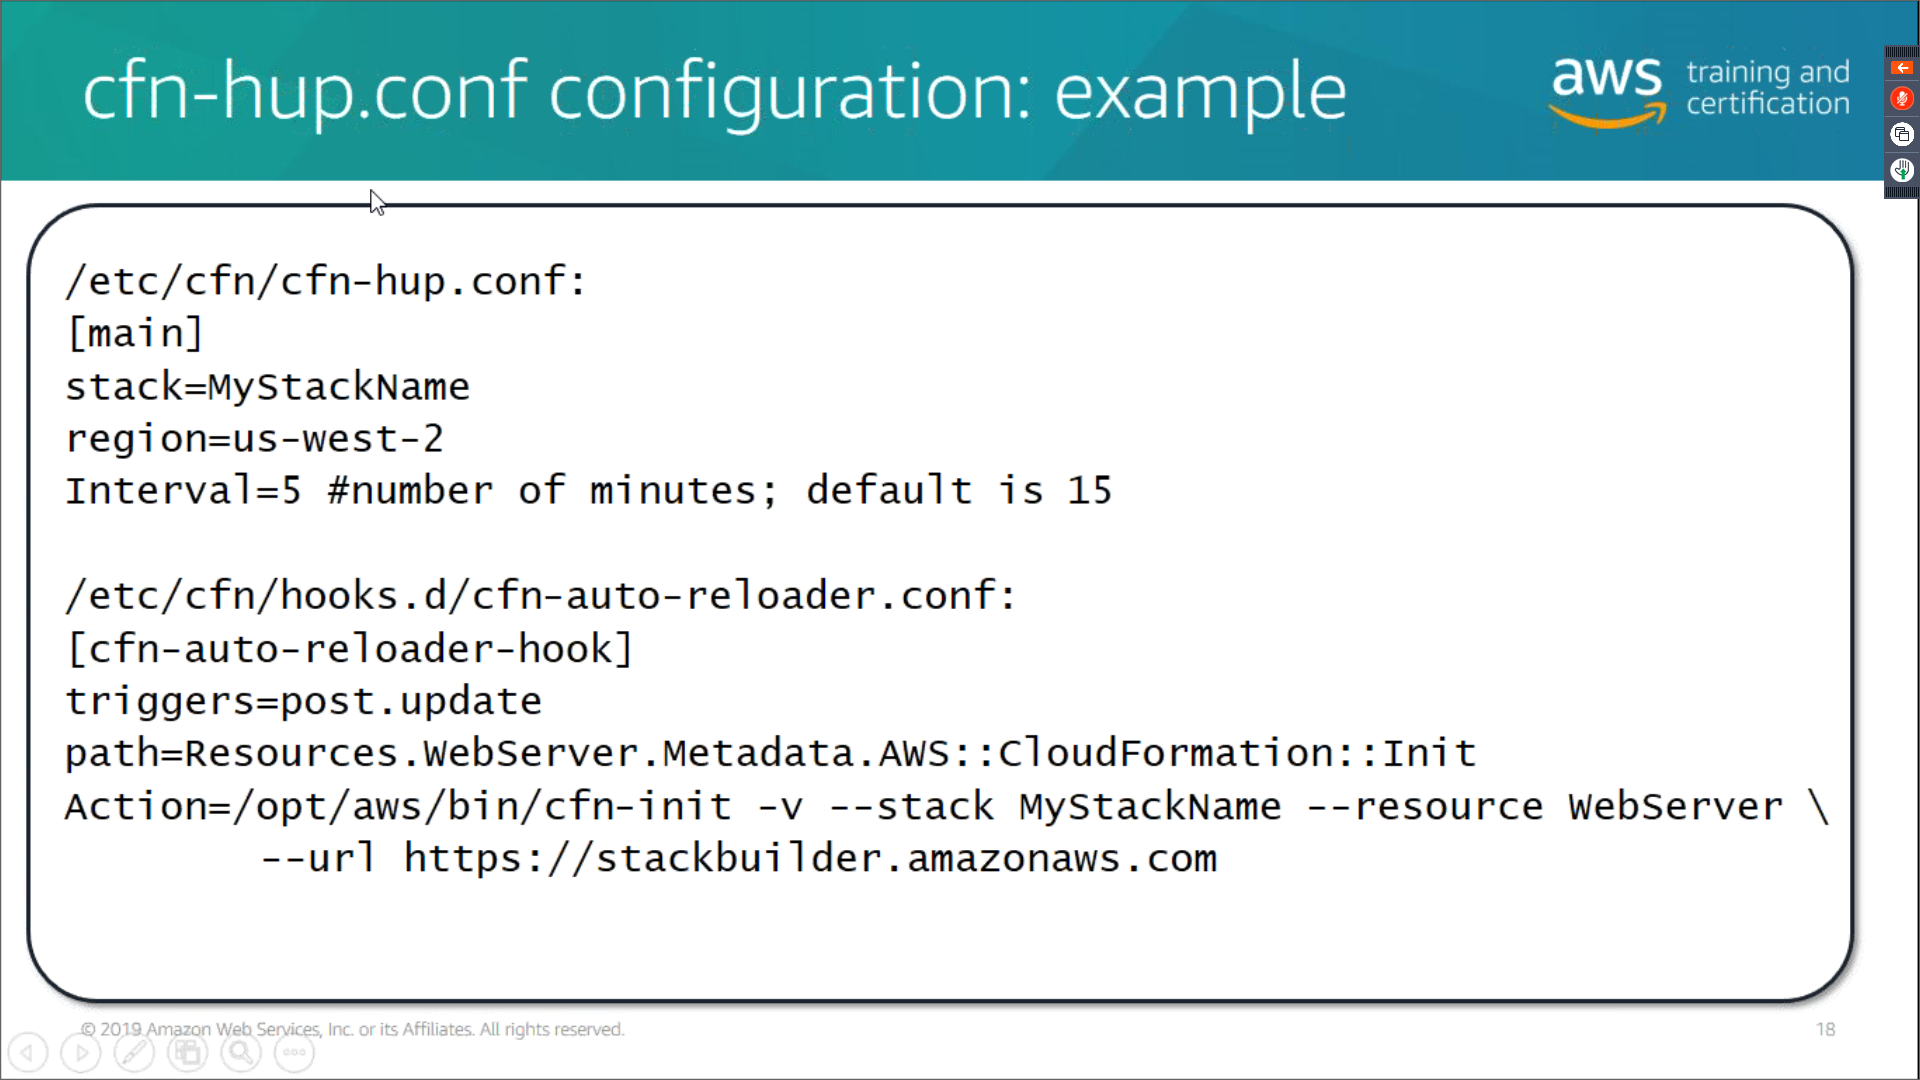 cfn-hup.conf configuration: example
aws training and
certification
/etc/cfn/cfn-hup.conf:
[main]
stack=MyStackName
region=us-west-2
Interval=5 #number of minutes; default is 15
/etc/cfn/hooks.d/cfn-auto-reloader.conf:
[cfn-auto-reloader-hook]
triggers=post.update
path=Resources.WebServer.Metadata.AWS::CloudFormation::Init
Action=/opt/aws/bin/cfn-init -v --stack MyStackName --resource WebServer \
--url https://stackbuilder.amazonaws.com
© 2019 Amazon Web Services, Inc. or its Affiliates. All rights reserved.
18